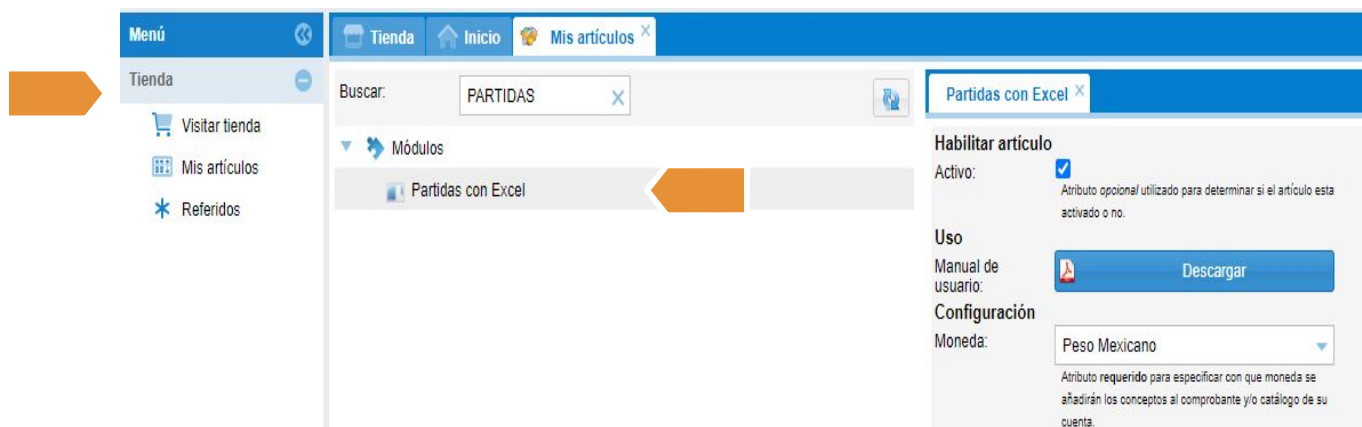 Menú
Tienda
Visitar tienda
Mis artículos
Referidos
Tienda
Inicio
Mis artículos
Buscar:
PARTIDAS
Módulos
Partidas con Excel
Partidas con Excel
Habilitar artículo
Activo:
Atributo opcional utilizado para determinar si el artículo esta
activado o no.
Uso
Manual de
usuario:
Descargar
Configuración
Moneda:
Peso Mexicano
Atributo requerido para especificar con que moneda se
añadirán los conceptos al comprobante y/o catálogo de su
cuenta.